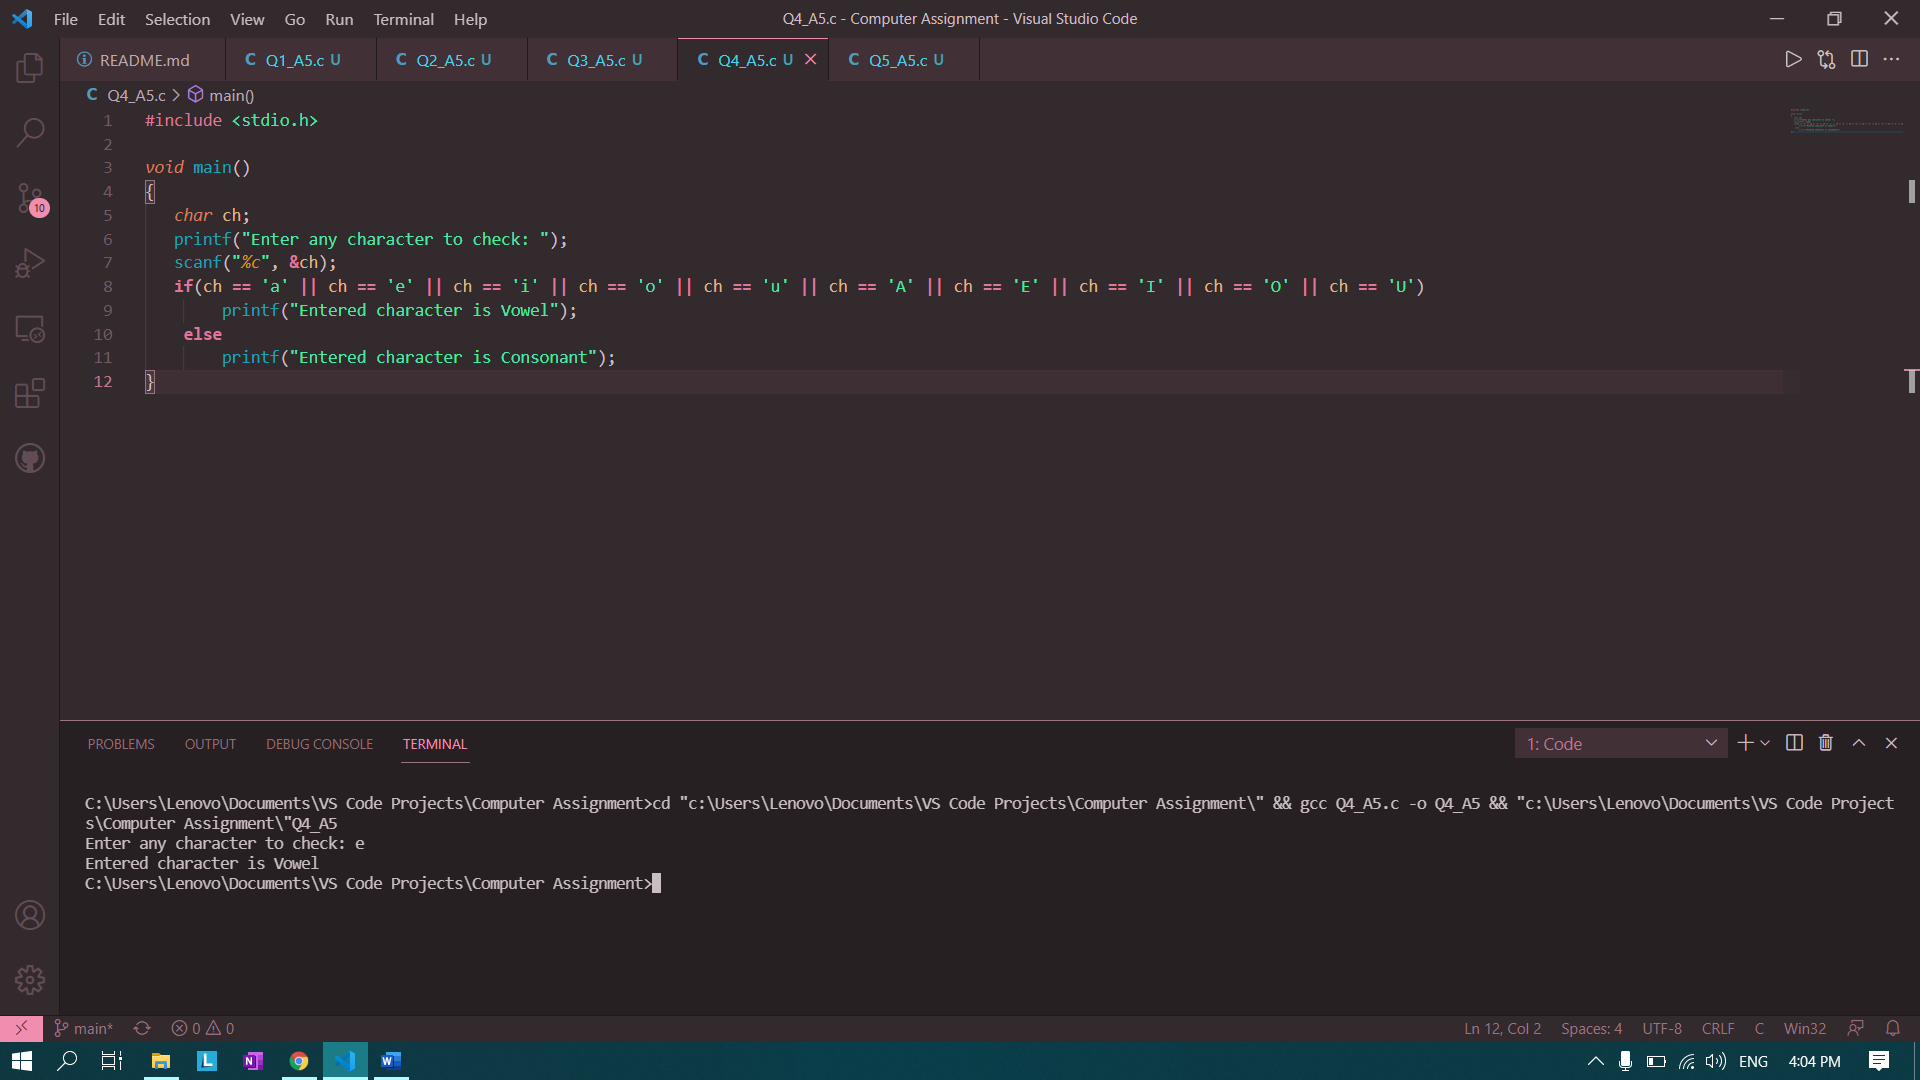 File Edit Selection View Go Run Terminal Help Q4_A5.c - Computer Assignment - Visual Studio Code
README.md C Q1_A5.c U C Q2_A5.c U C Q3_A5.c U C Q4_A5.c U C Q5_A5.c U
C Q4_A5.c > main()
1 #include <stdio.h>
2
3 void main()
4 {
5 char ch;
6 printf("Enter any character to check: ");
7 scanf("%c", &ch);
8 if(ch == 'a' || ch == 'e' || ch == 'i' || ch == 'o' || ch == 'u' || ch == 'A' || ch == 'E' || ch == 'I' || ch == 'O' || ch == 'U')
9 printf("Entered character is Vowel");
10 else
11 printf("Entered character is Consonant");
12 }
10
PROBLEMS OUTPUT DEBUG CONSOLE TERMINAL 1: Code
C:\Users\Lenovo\Documents\VS Code Projects\Computer Assignment>cd "c:\Users\Lenovo\Documents\VS Code Projects\Computer Assignment\" && gcc Q4_A5.c -o Q4_A5 && "c:\Users\Lenovo\Documents\VS Code Project
s\Computer Assignment\"Q4_A5
Enter any character to check: e
Entered character is Vowel
C:\Users\Lenovo\Documents\VS Code Projects\Computer Assignment>
main* 0 0 Ln 12, Col 2 Spaces: 4 UTF-8 CRLF C Win32
L N W ENG 4:04 PM